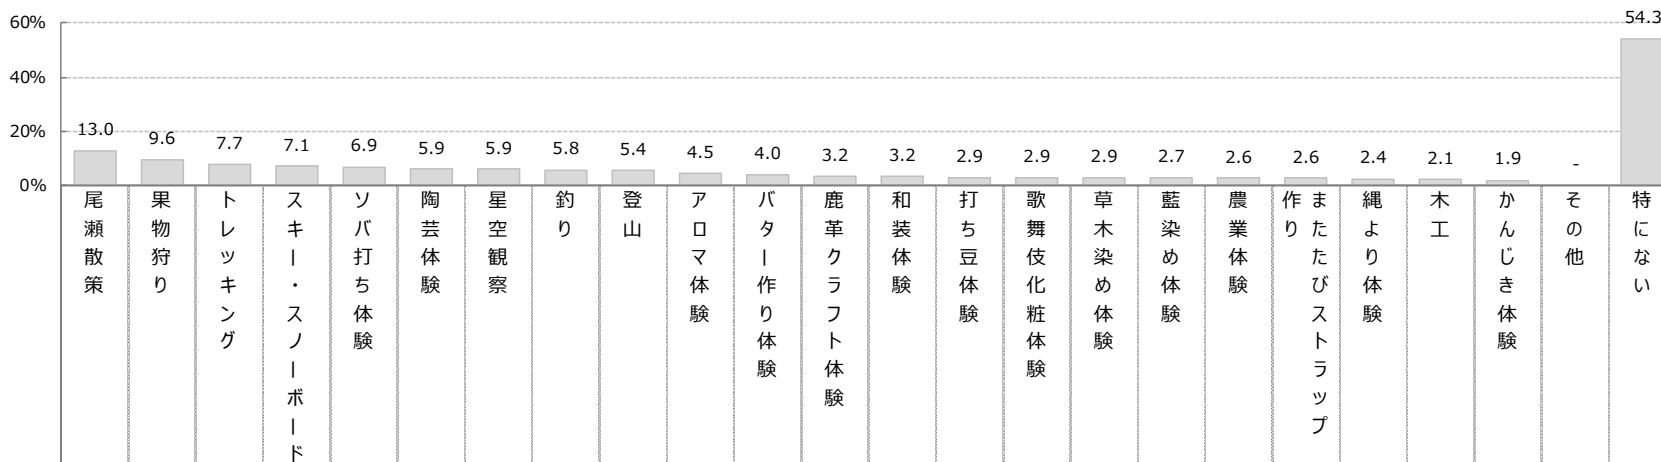 60%
40%
20%
0%
13.0
9.6
7.7
7.1
6.9
5.9
5.9
5.8
5.4
4.5
4.0
3.2
3.2
2.9
2.9
2.9
2.7
2.6
2.6
2.4
2.1
1.9
-
54.3
尾瀬散策
果物狩り
トレッキング
スキー・スノーボード
ソバ打ち体験
陶芸体験
星空観察
釣り
登山
アロマ体験
バター作り体験
鹿革クラフト体験
和装体験
打ち豆体験
歌舞伎化粧体験
草木染め体験
藍染め体験
農業体験
またたびストラップ
作り
縄より体験
木工
かんじき体験
その他
特にない